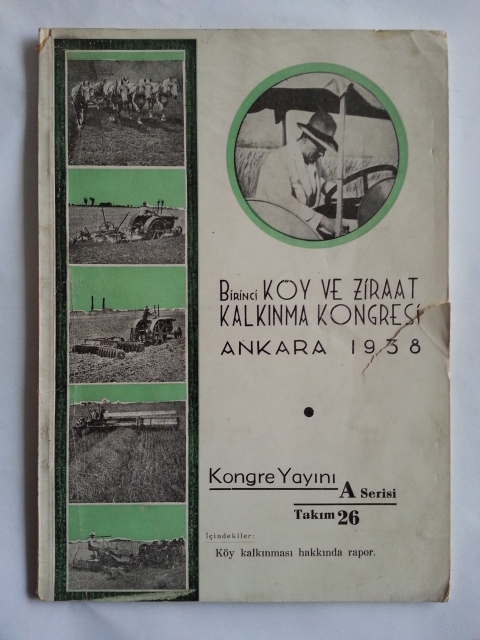 Birinci KÖY VE ZİRAAT
KALKINMA KONGRESİ
ANKARA 1938
Kongre Yayını
A Serisi
Takım 26
İçindekiler:
Köy kalkınması hakkında rapor.